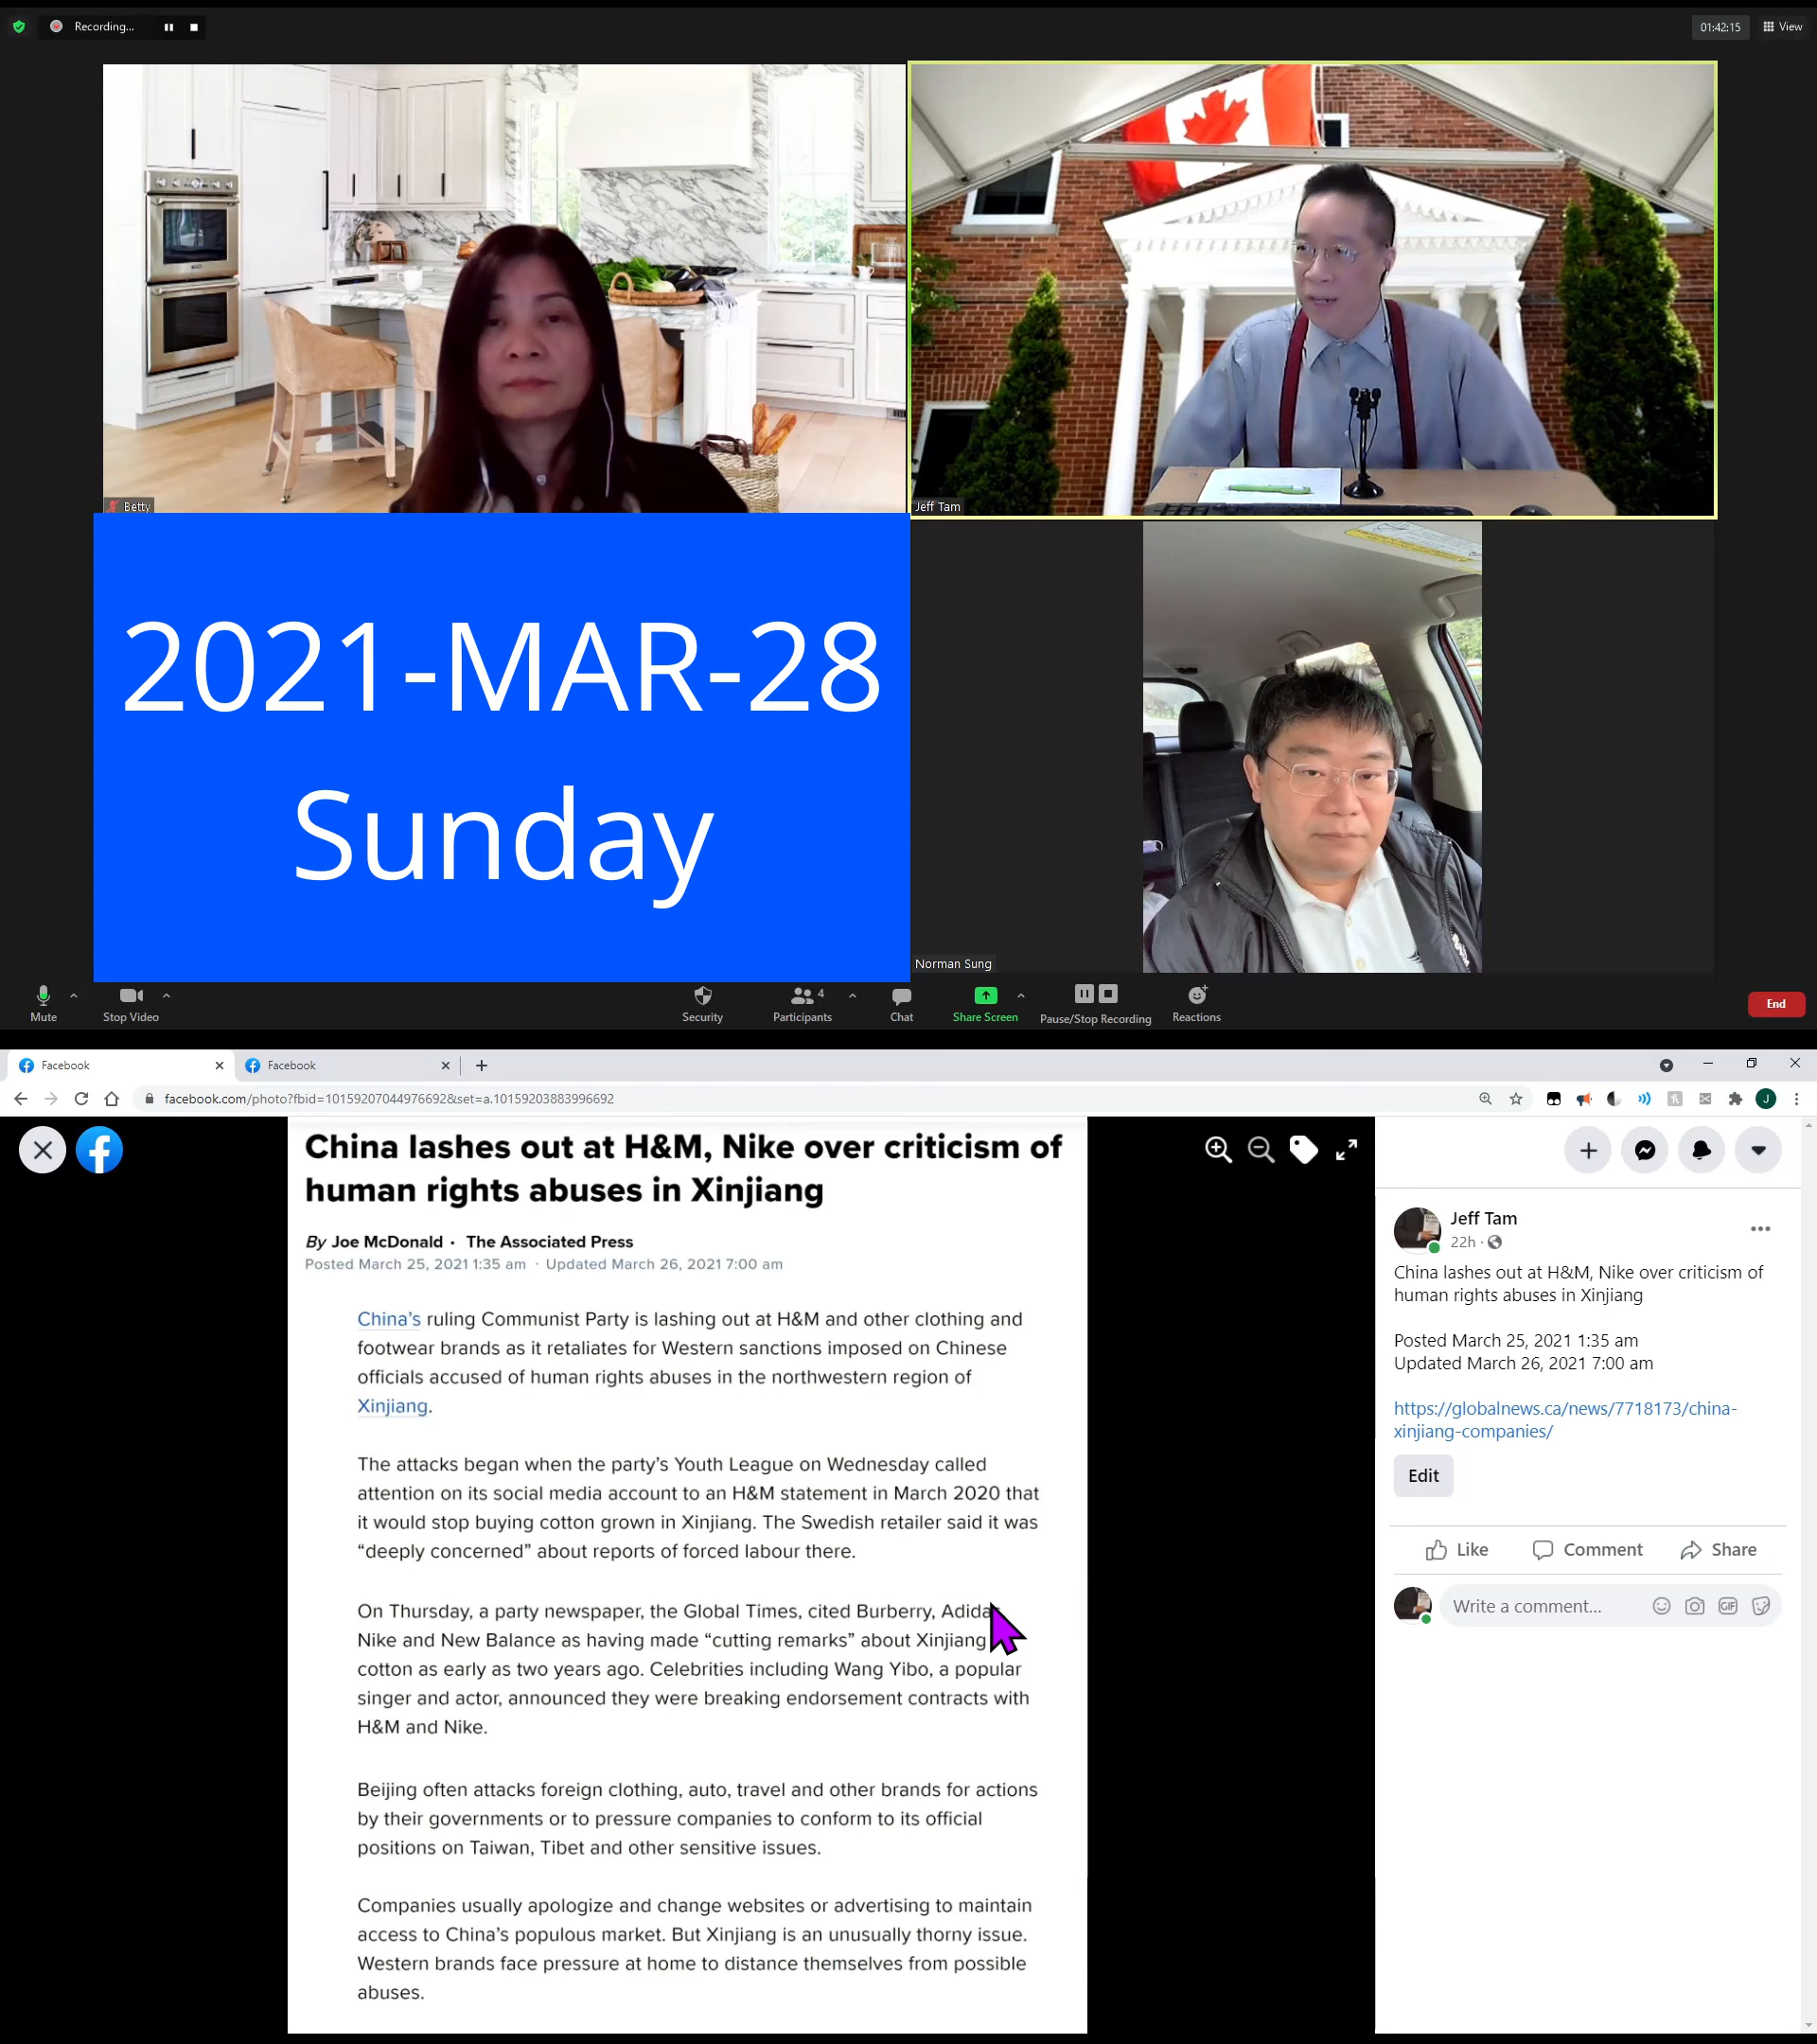 Recording...
01:42:15
View
Betty
Jeff Tam
2021-MAR-28
Sunday
Norman Sung
Mute
Stop Video
Security
Participants
4
Chat
Share Screen
Pause/Stop Recording
Reactions
End
Facebook
Facebook
facebook.com/photo?fbid=10159207044976692&set=a.10159203883996692
J
China lashes out at H&M, Nike over criticism of
human rights abuses in Xinjiang
By Joe McDonald · The Associated Press
Posted March 25, 2021 1:35 am · Updated March 26, 2021 7:00 am
China's ruling Communist Party is lashing out at H&M and other clothing and
footwear brands as it retaliates for Western sanctions imposed on Chinese
officials accused of human rights abuses in the northwestern region of
Xinjiang.
The attacks began when the party's Youth League on Wednesday called
attention on its social media account to an H&M statement in March 2020 that
it would stop buying cotton grown in Xinjiang. The Swedish retailer said it was
“deeply concerned” about reports of forced labour there.
On Thursday, a party newspaper, the Global Times, cited Burberry, Adidas,
Nike and New Balance as having made “cutting remarks” about Xinjiang
cotton as early as two years ago. Celebrities including Wang Yibo, a popular
singer and actor, announced they were breaking endorsement contracts with
H&M and Nike.
Beijing often attacks foreign clothing, auto, travel and other brands for actions
by their governments or to pressure companies to conform to its official
positions on Taiwan, Tibet and other sensitive issues.
Companies usually apologize and change websites or advertising to maintain
access to China's populous market. But Xinjiang is an unusually thorny issue.
Western brands face pressure at home to distance themselves from possible
abuses.
Jeff Tam
22h ·
China lashes out at H&M, Nike over criticism of
human rights abuses in Xinjiang
Posted March 25, 2021 1:35 am
Updated March 26, 2021 7:00 am
https://globalnews.ca/news/7718173/china-
xinjiang-companies/
Edit
Like
Comment
Share
Write a comment...
GIF